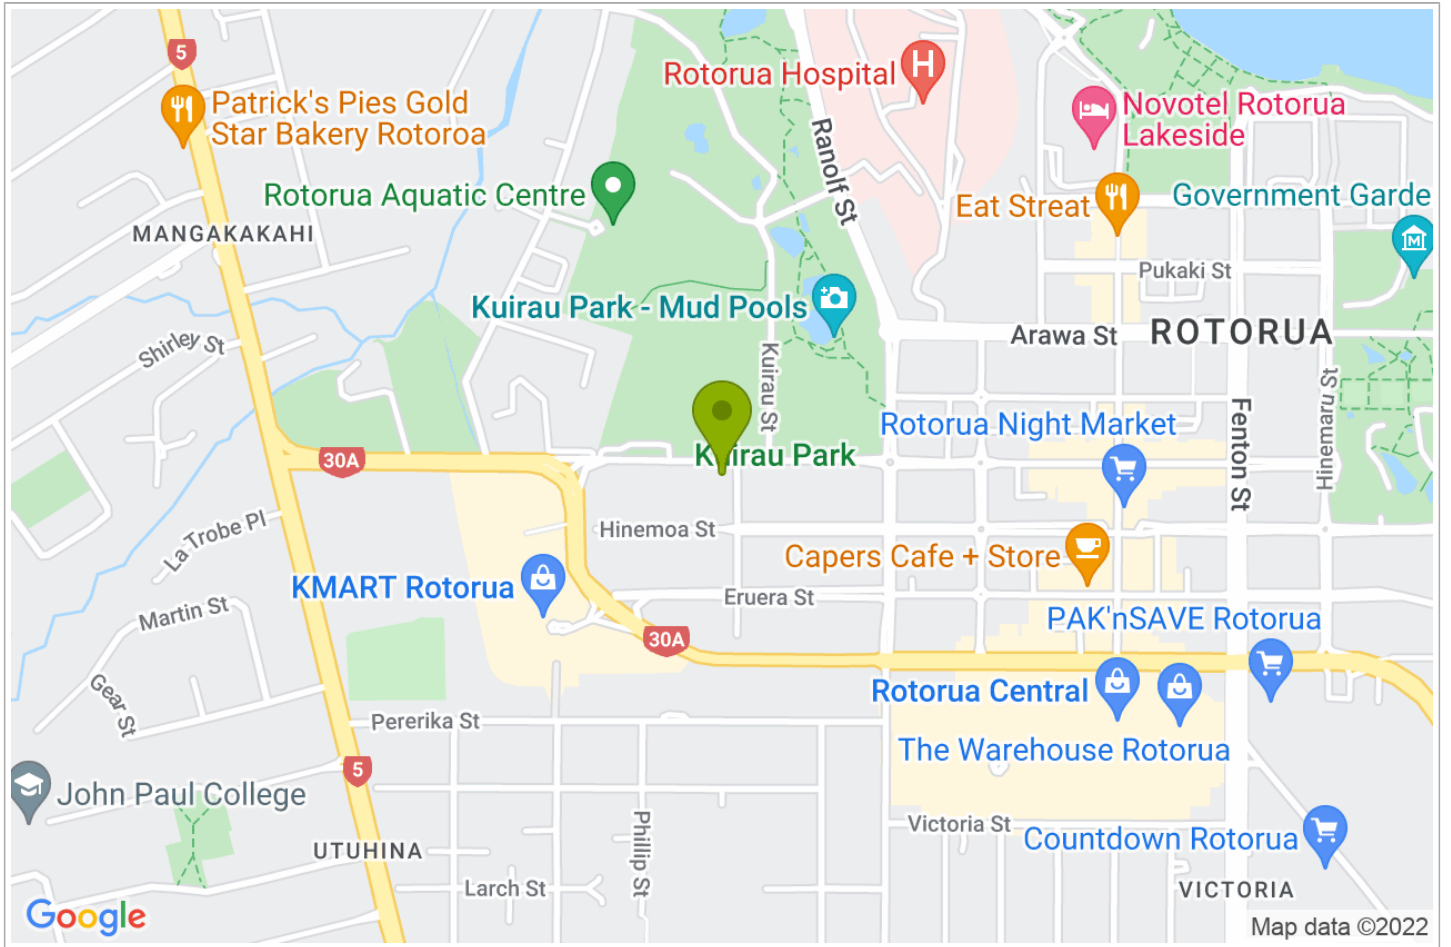 5
Rotorua Hospital
H
Patrick's Pies Gold
Star Bakery Rotoroa
Novotel Rotorua
Lakeside
Ranolf St
Rotorua Aquatic Centre
Eat Streat
Government Garde
M
MANGAKAKAHI
Pukaki St
Kuirau Park - Mud Pools
Shirley St
Arawa St
ROTORUA
Kuirau St
Hinemaru St
Fenton St
Rotorua Night Market
30A
Kuirau Park
La Trobe Pl
Hinemoa St
Capers Cafe + Store
KMART Rotorua
Eruera St
Martin St
PAK'nSAVE Rotorua
30A
Gear St
Rotorua Central
Pererika St
The Warehouse Rotorua
5
John Paul College
Phillip St
Victoria St
Countdown Rotorua
UTUHINA
Larch St
VICTORIA
Google
Map data ©2022